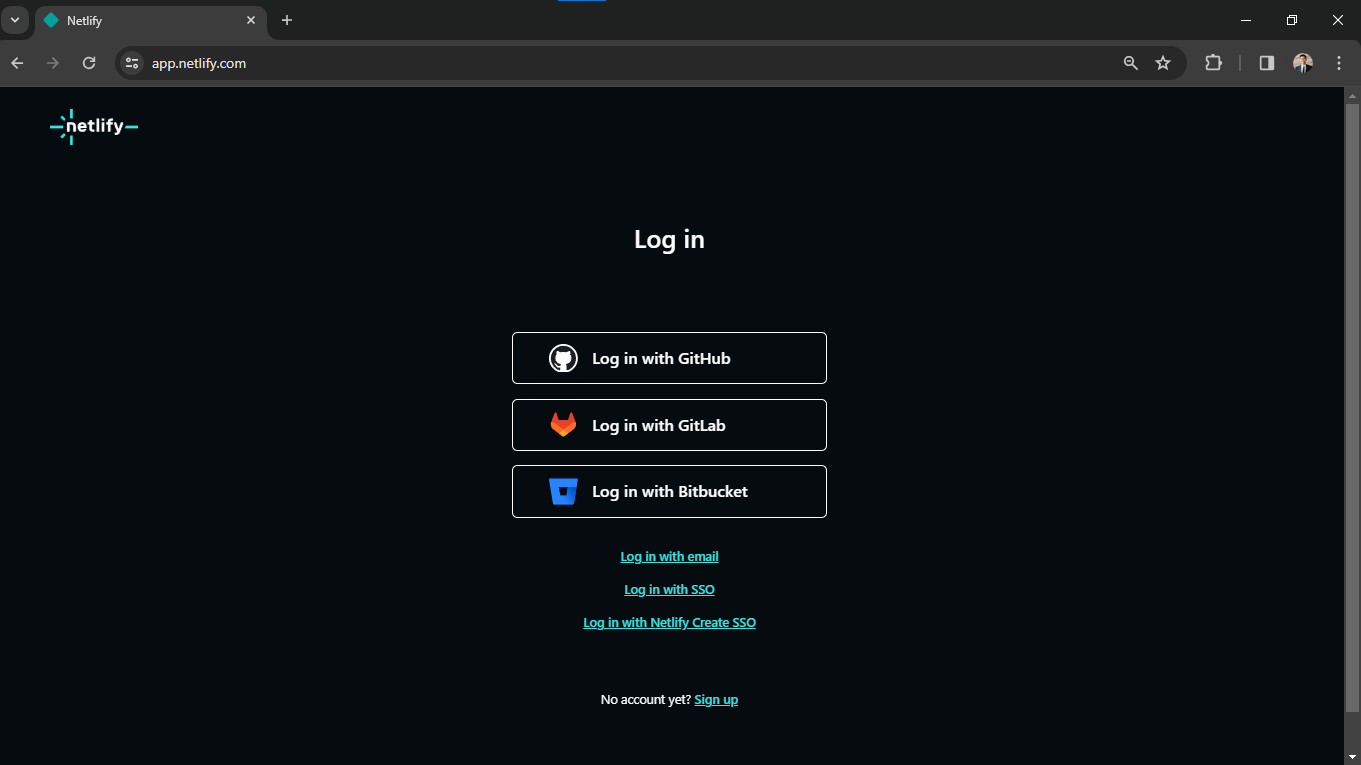 Netlify
app.netlify.com
netlify
Log in
Log in with GitHub
Log in with GitLab
Log in with Bitbucket
Log in with email
Log in with SSO
Log in with Netlify Create SSO
No account yet? Sign up